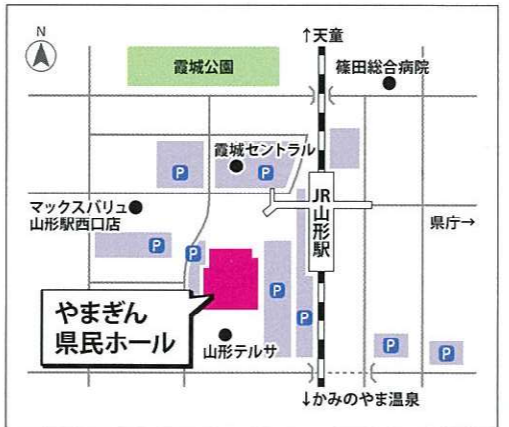 N
↑天童
霞城公園
篠田総合病院
霞城セントラル
P
P
マックスバリュ
山形駅西口店
JR山形駅
県庁→
P
P
やまぎん
県民ホール
P
P
山形テルサ
P
P
↓かみのやま温泉